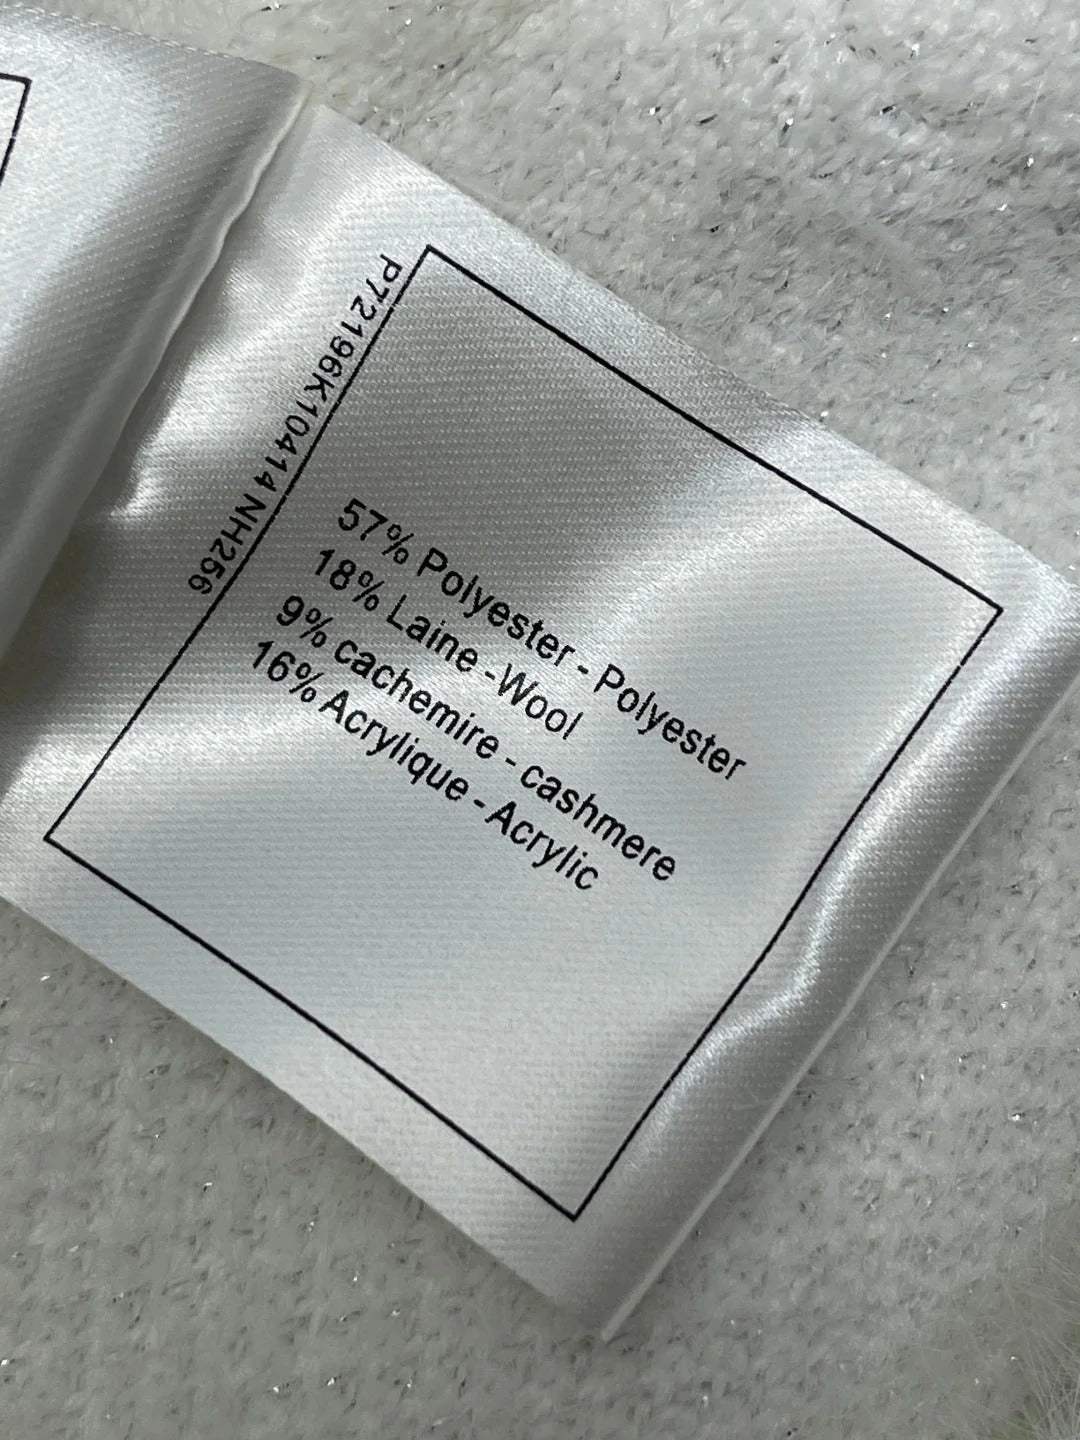 P72196K10414 NH256
57% Polyester - Polyester
18% Laine - Wool
9% cachemire - cashmere
16% Acrylique - Acrylic